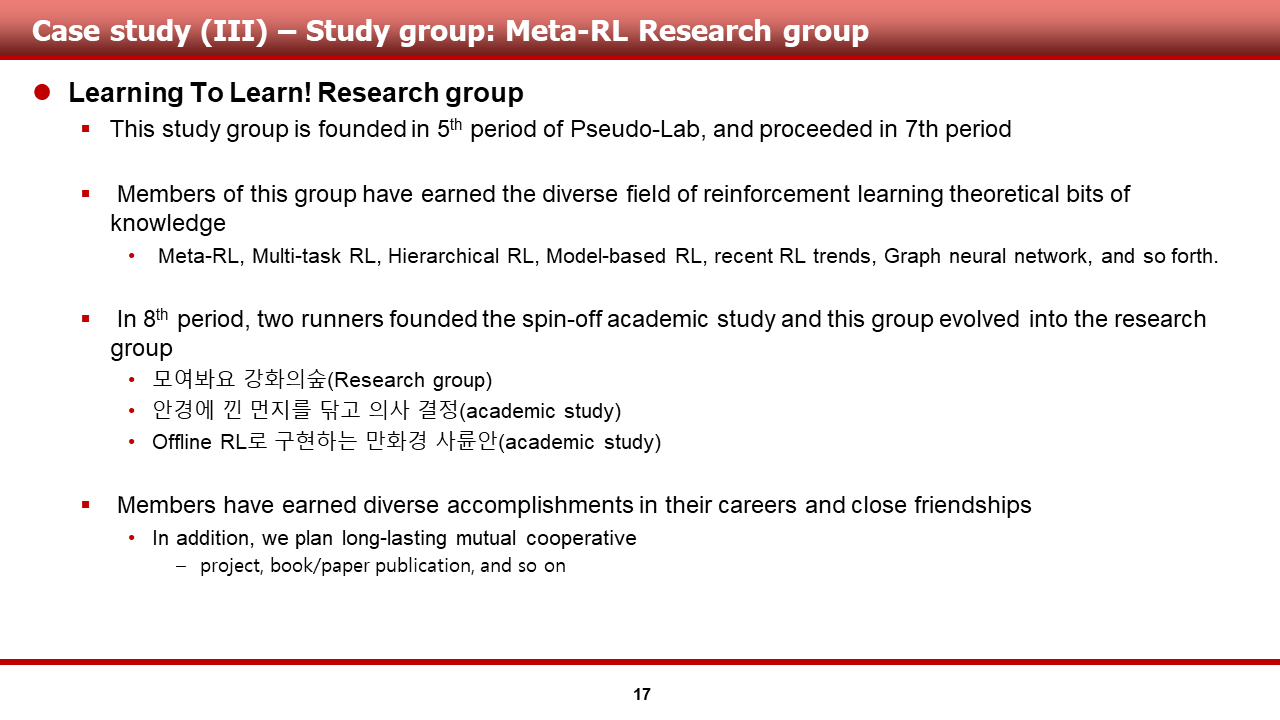 Case study (III) – Study group: Meta-RL Research group
Learning To Learn! Research group
This study group is founded in 5th period of Pseudo-Lab, and proceeded in 7th period
Members of this group have earned the diverse field of reinforcement learning theoretical bits of
knowledge
Meta-RL, Multi-task RL, Hierarchical RL, Model-based RL, recent RL trends, Graph neural network, and so forth.
In 8th period, two runners founded the spin-off academic study and this group evolved into the research
group
모여봐요 강화의숲(Research group)
안경에 낀 먼지를 닦고 의사 결정(academic study)
Offline RL로 구현하는 만화경 사륜안(academic study)
Members have earned diverse accomplishments in their careers and close friendships
In addition, we plan long-lasting mutual cooperative
– project, book/paper publication, and so on
17